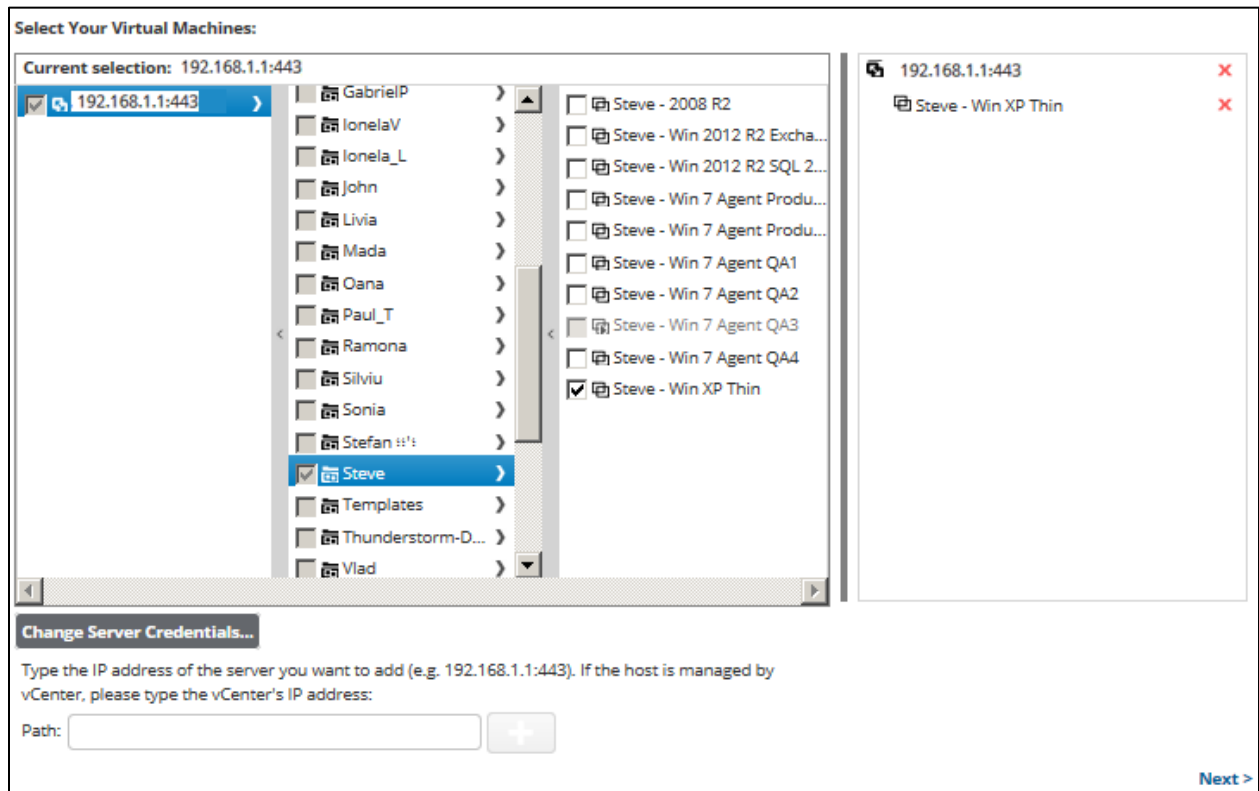 Select Your Virtual Machines:
Current selection: 192.168.1.1:443
192.168.1.1:443
GabrielP
IonelaV
Ionela_L
John
Livia
Mada
Oana
Paul_T
Ramona
Silviu
Sonia
Stefan
Steve
Templates
Thunderstorm-D...
Vlad
Steve - 2008 R2
Steve - Win 2012 R2 Excha...
Steve - Win 2012 R2 SQL 2...
Steve - Win 7 Agent Produ...
Steve - Win 7 Agent Produ...
Steve - Win 7 Agent QA1
Steve - Win 7 Agent QA2
Steve - Win 7 Agent QA3
Steve - Win 7 Agent QA4
Steve - Win XP Thin
192.168.1.1:443
Steve - Win XP Thin
Change Server Credentials...
Type the IP address of the server you want to add (e.g. 192.168.1.1:443). If the host is managed by
vCenter, please type the vCenter's IP address:
Path:
Next >